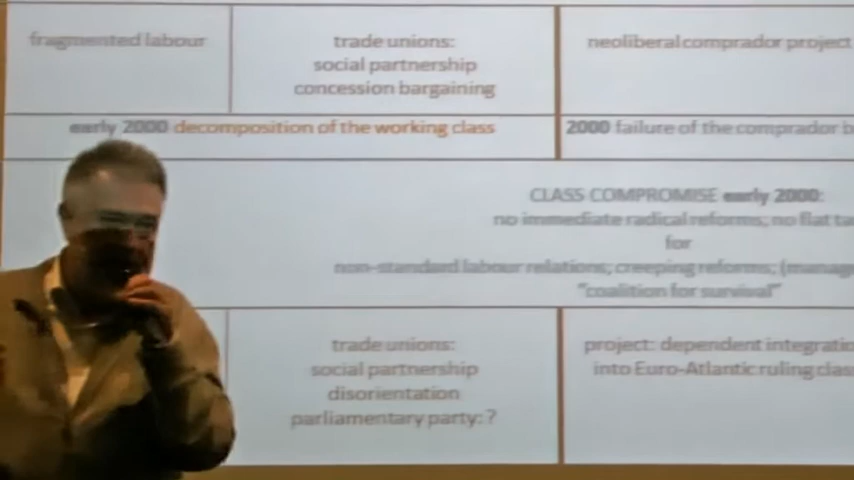 fragmented labour
trade unions:
social partnership
concession bargaining
neoliberal comprador project
early 2000 decomposition of the working class
2000 failure of the comprador b
CLASS COMPROMISE early 2000:
no immediate radical reforms; no flat ta
for
non-standard labour relations; creeping reforms; (manag
"coalition for survival"
trade unions:
social partnership
disorientation
parliamentary party: ?
project: dependent integratio
into Euro-Atlantic ruling clas